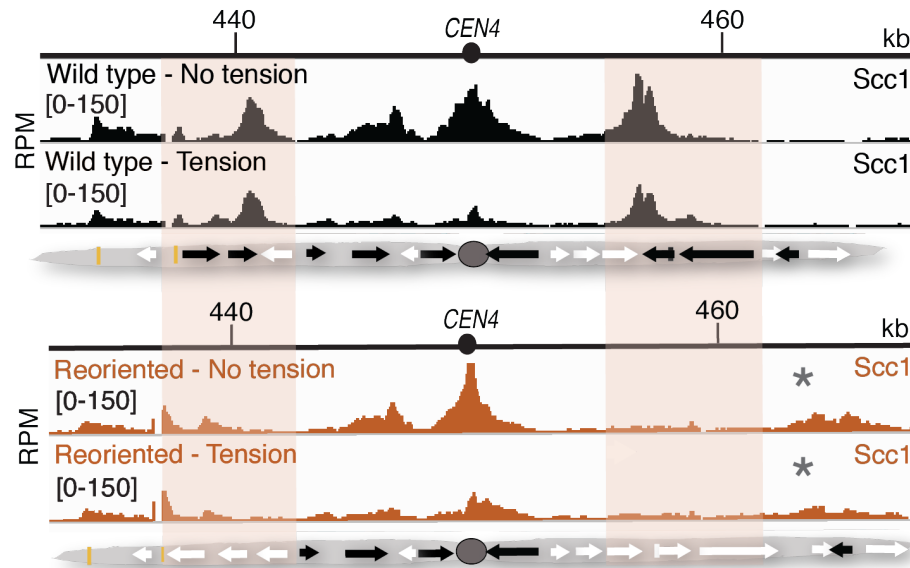 440 CEN4 460
kb
Wild type - No tension Scc1
[0-150]
RPM
Wild type - Tension Scc1
[0-150]
440 CEN4 460
kb
Reoriented - No tension * Scc1
[0-150]
RPM
Reoriented - Tension * Scc1
[0-150]